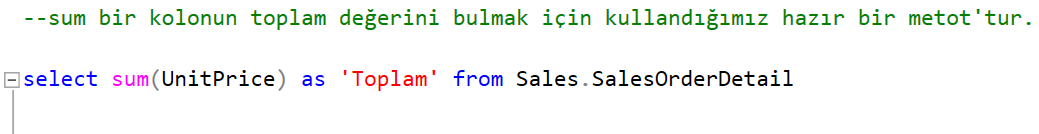 --sum bir kolonun toplam değerini bulmak için kullandığımız hazır bir metot'tur.
select sum(UnitPrice) as 'Toplam' from Sales.SalesOrderDetail